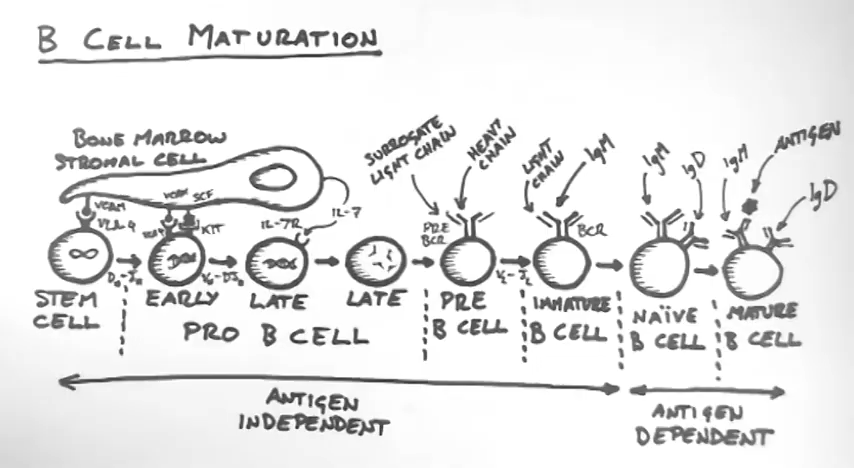 B CELL MATURATION
BONE MARROW
STROMAL CELL
VCAM
VLA-4
VCAM
SCF
KIT
IL-7R
IL-7
SURROGATE
LIGHT CHAIN
HEAVY
CHAIN
PRE
BCR
LIGHT
CHAIN
IgM
BCR
IgM
IgD
IgM
ANTIGEN
IgD
STEM
CELL
EARLY
LATE
LATE
PRO B CELL
PRE
B CELL
IMMATURE
B CELL
NAÏVE
B CELL
MATURE
B CELL
ANTIGEN
INDEPENDENT
ANTIGEN
DEPENDENT